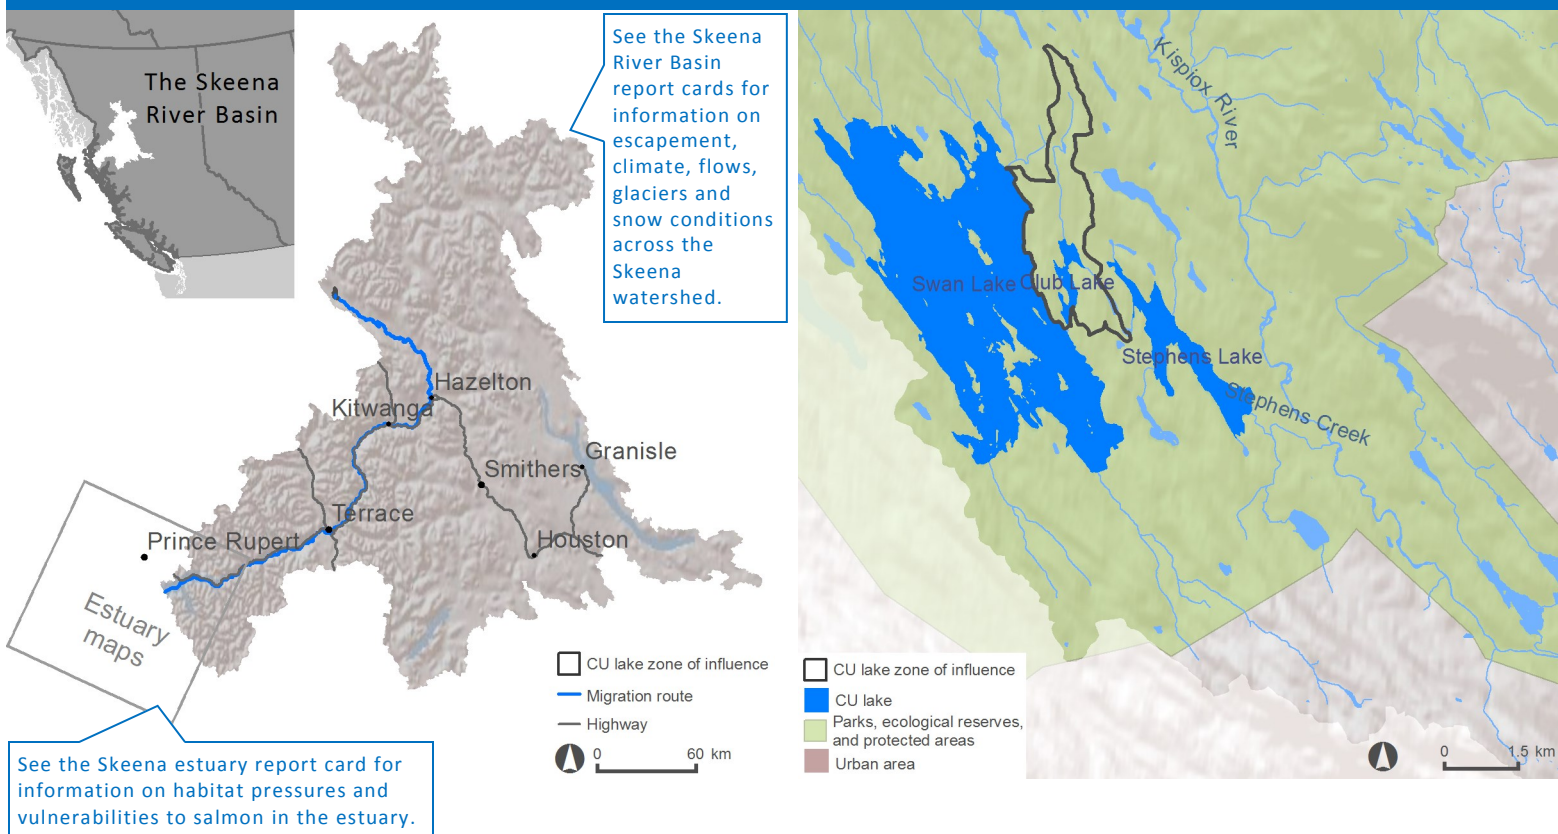 The Skeena
River Basin
See the Skeena
River Basin
report cards for
information on
escapement,
climate, flows,
glaciers and
snow conditions
across the
Skeena
watershed.
Hazelton
Kitwanga
Granisle
Smithers
Terrace
Prince Rupert
Houston
Estuary
maps
CU lake zone of influence
Migration route
Highway
0 60 km
See the Skeena estuary report card for
information on habitat pressures and
vulnerabilities to salmon in the estuary.
Kispiox River
Swan Lake
Club Lake
Stephens Lake
Stephens Creek
CU lake zone of influence
CU lake
Parks, ecological reserves,
and protected areas
Urban area
0 1.5 km